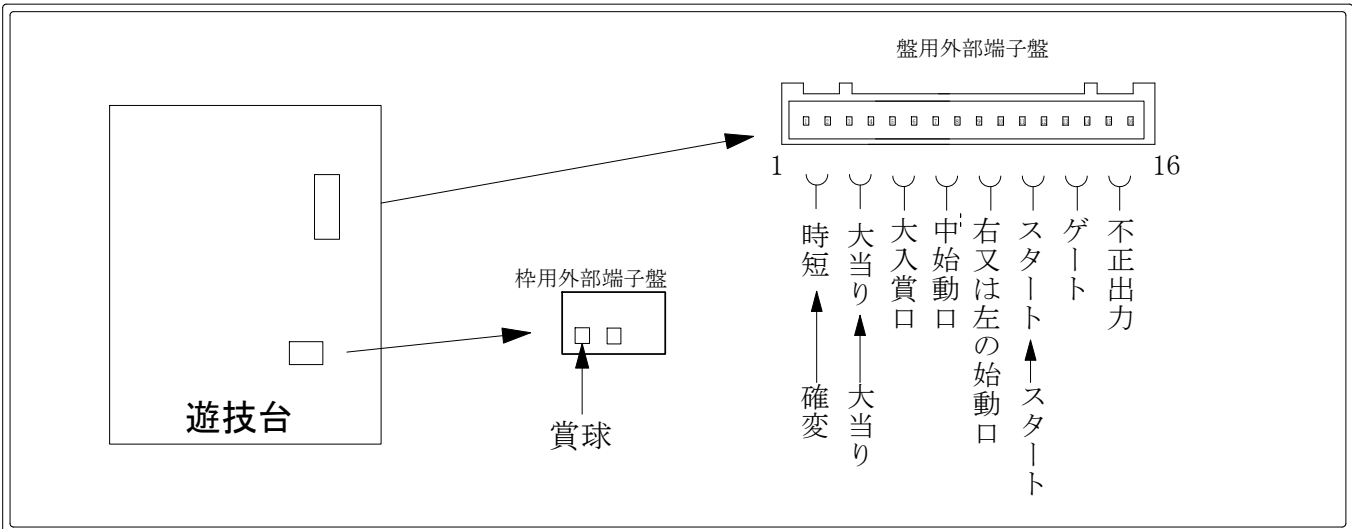 盤用外部端子盤
1
16
時短
大当り
大入賞口
中始動口
右又は左の始動口
スタート
ゲート
不正出力
確変
大当り
スタート
枠用外部端子盤
賞球
遊技台